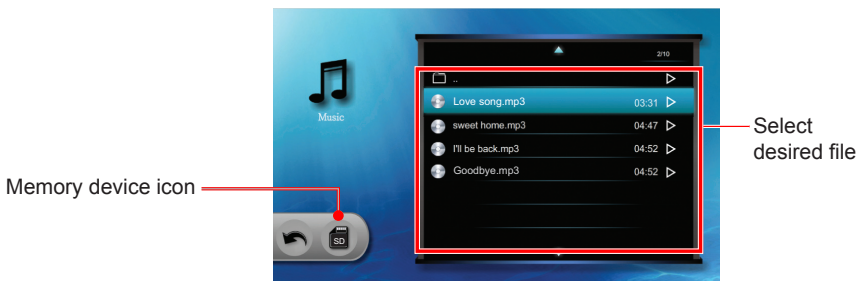 2/10
..
Love song.mp3 03:31
Music
sweet home.mp3 04:47
Select
desired file
I'll be back.mp3 04:52
Goodbye.mp3 04:52
Memory device icon
SD